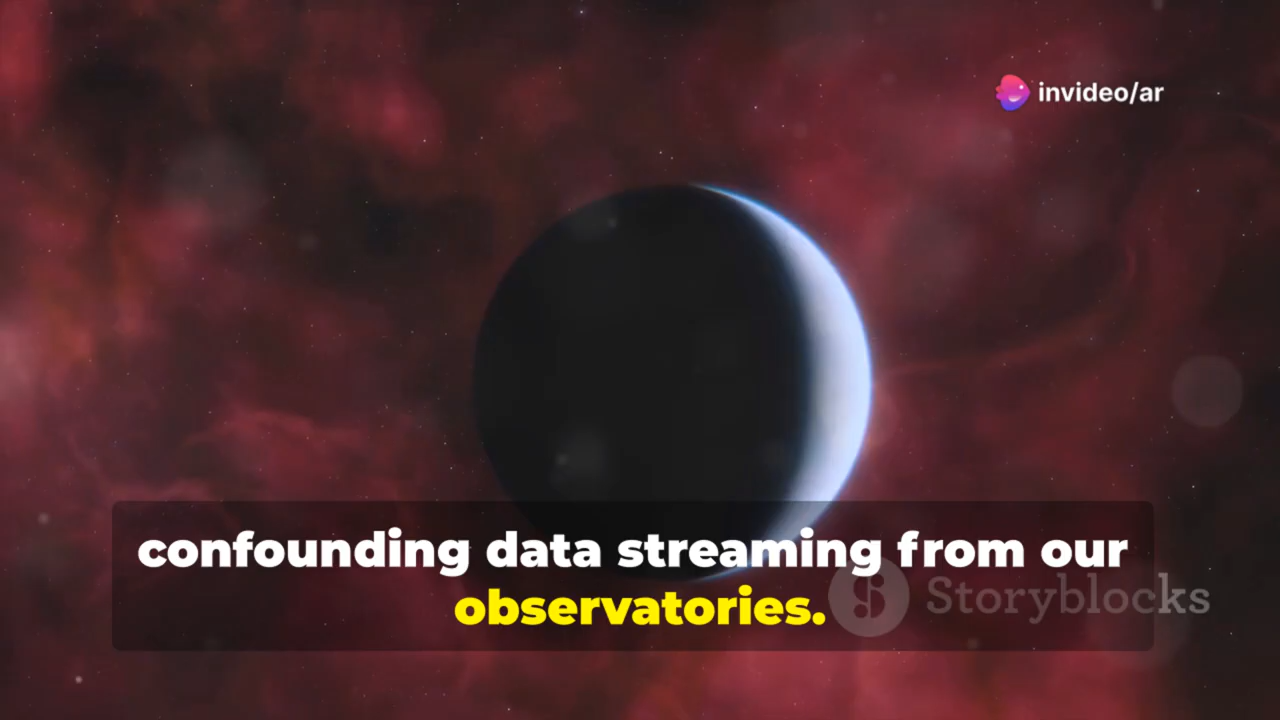 invideo/ar
confounding data streaming from our
observatories.
Storyblocks